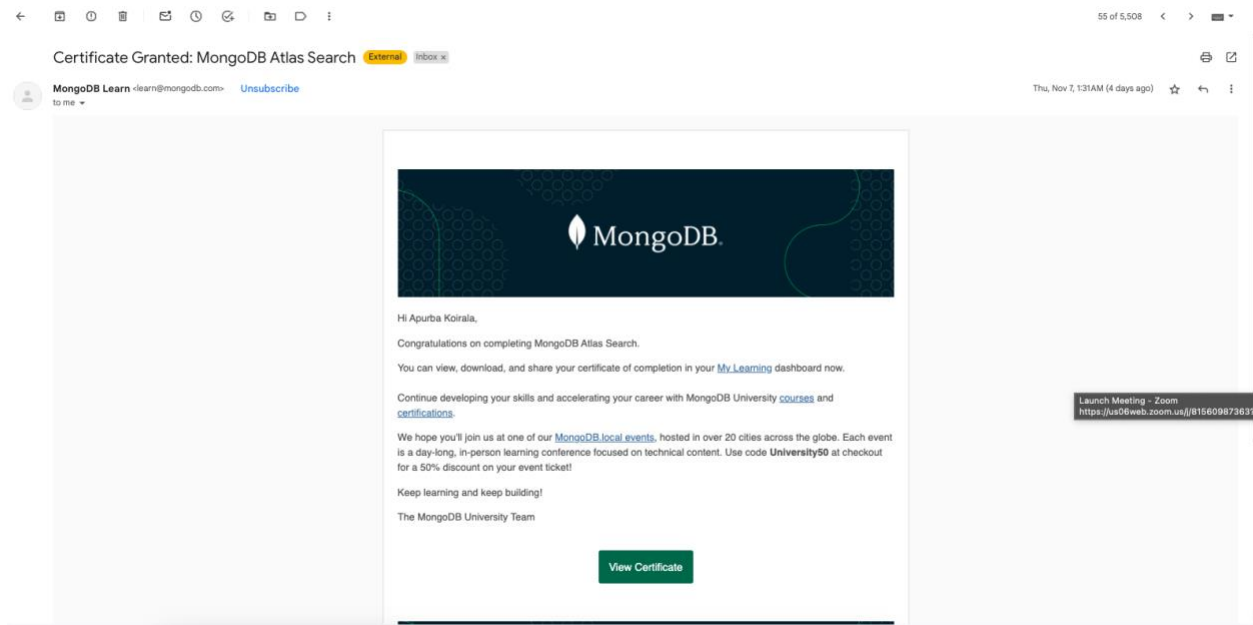 55 of 5,508
Certificate Granted: MongoDB Atlas Search External Inbox x
MongoDB Learn <learn@mongodb.com> Unsubscribe
Thu, Nov 7, 1:31AM (4 days ago)
to me
MongoDB.
Hi Apurba Koirala,
Congratulations on completing MongoDB Atlas Search.
You can view, download, and share your certificate of completion in your My Learning dashboard now.
Continue developing your skills and accelerating your career with MongoDB University courses and
certifications.
We hope you'll join us at one of our MongoDB.local events, hosted in over 20 cities across the globe. Each event
is a day-long, in-person learning conference focused on technical content. Use code University50 at checkout
for a 50% discount on your event ticket!
Keep learning and keep building!
The MongoDB University Team
View Certificate
Launch Meeting - Zoom
https://us06web.zoom.us/j/81560987363?